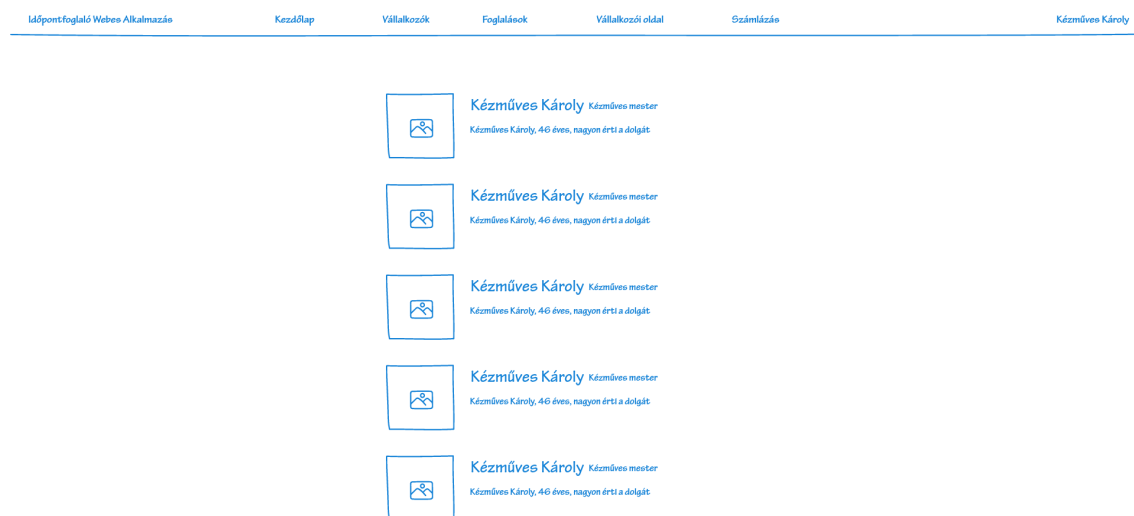 Időpontfoglaló Webes Alkalmazás Kezdőlap Vállalkozók Foglalások Vállalkozói oldal Számlázás Kézműves Károly
Kézműves Károly Kézműves mester
Kézműves Károly, 46 éves, nagyon érti a dolgát
Kézműves Károly Kézműves mester
Kézműves Károly, 46 éves, nagyon érti a dolgát
Kézműves Károly Kézműves mester
Kézműves Károly, 46 éves, nagyon érti a dolgát
Kézműves Károly Kézműves mester
Kézműves Károly, 46 éves, nagyon érti a dolgát
Kézműves Károly Kézműves mester
Kézműves Károly, 46 éves, nagyon érti a dolgát